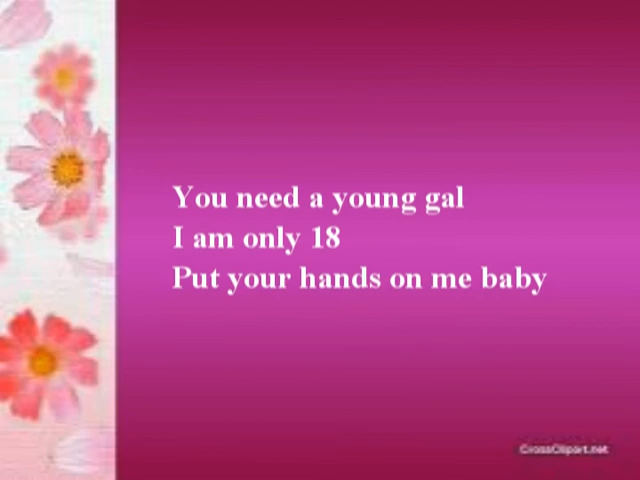 You need a young gal
I am only 18
Put your hands on me baby
CrossClipart.net